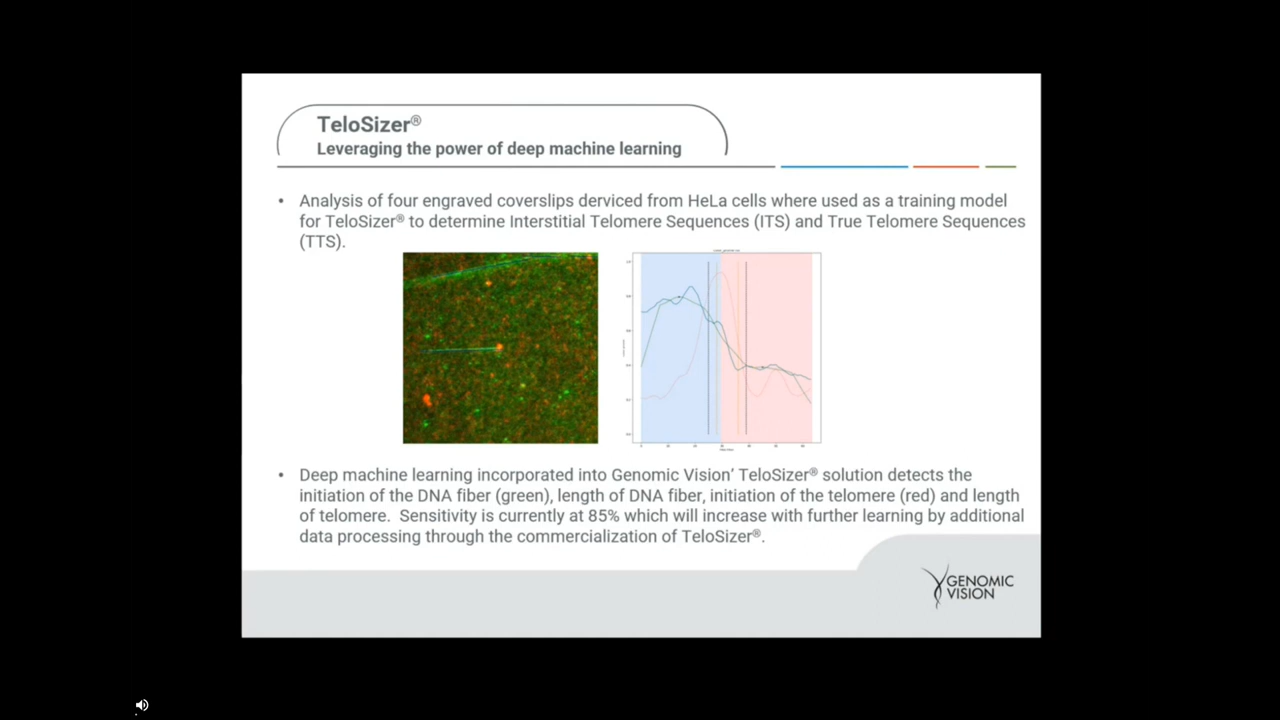 TeloSizer®
Leveraging the power of deep machine learning
• Analysis of four engraved coverslips derviced from HeLa cells where used as a training model
for TeloSizer® to determine Interstitial Telomere Sequences (ITS) and True Telomere Sequences
(TTS).
• Deep machine learning incorporated into Genomic Vision’ TeloSizer® solution detects the
initiation of the DNA fiber (green), length of DNA fiber, initiation of the telomere (red) and length
of telomere.  Sensitivity is currently at 85% which will increase with further learning by additional
data processing through the commercialization of TeloSizer®.
GENOMIC
VISION